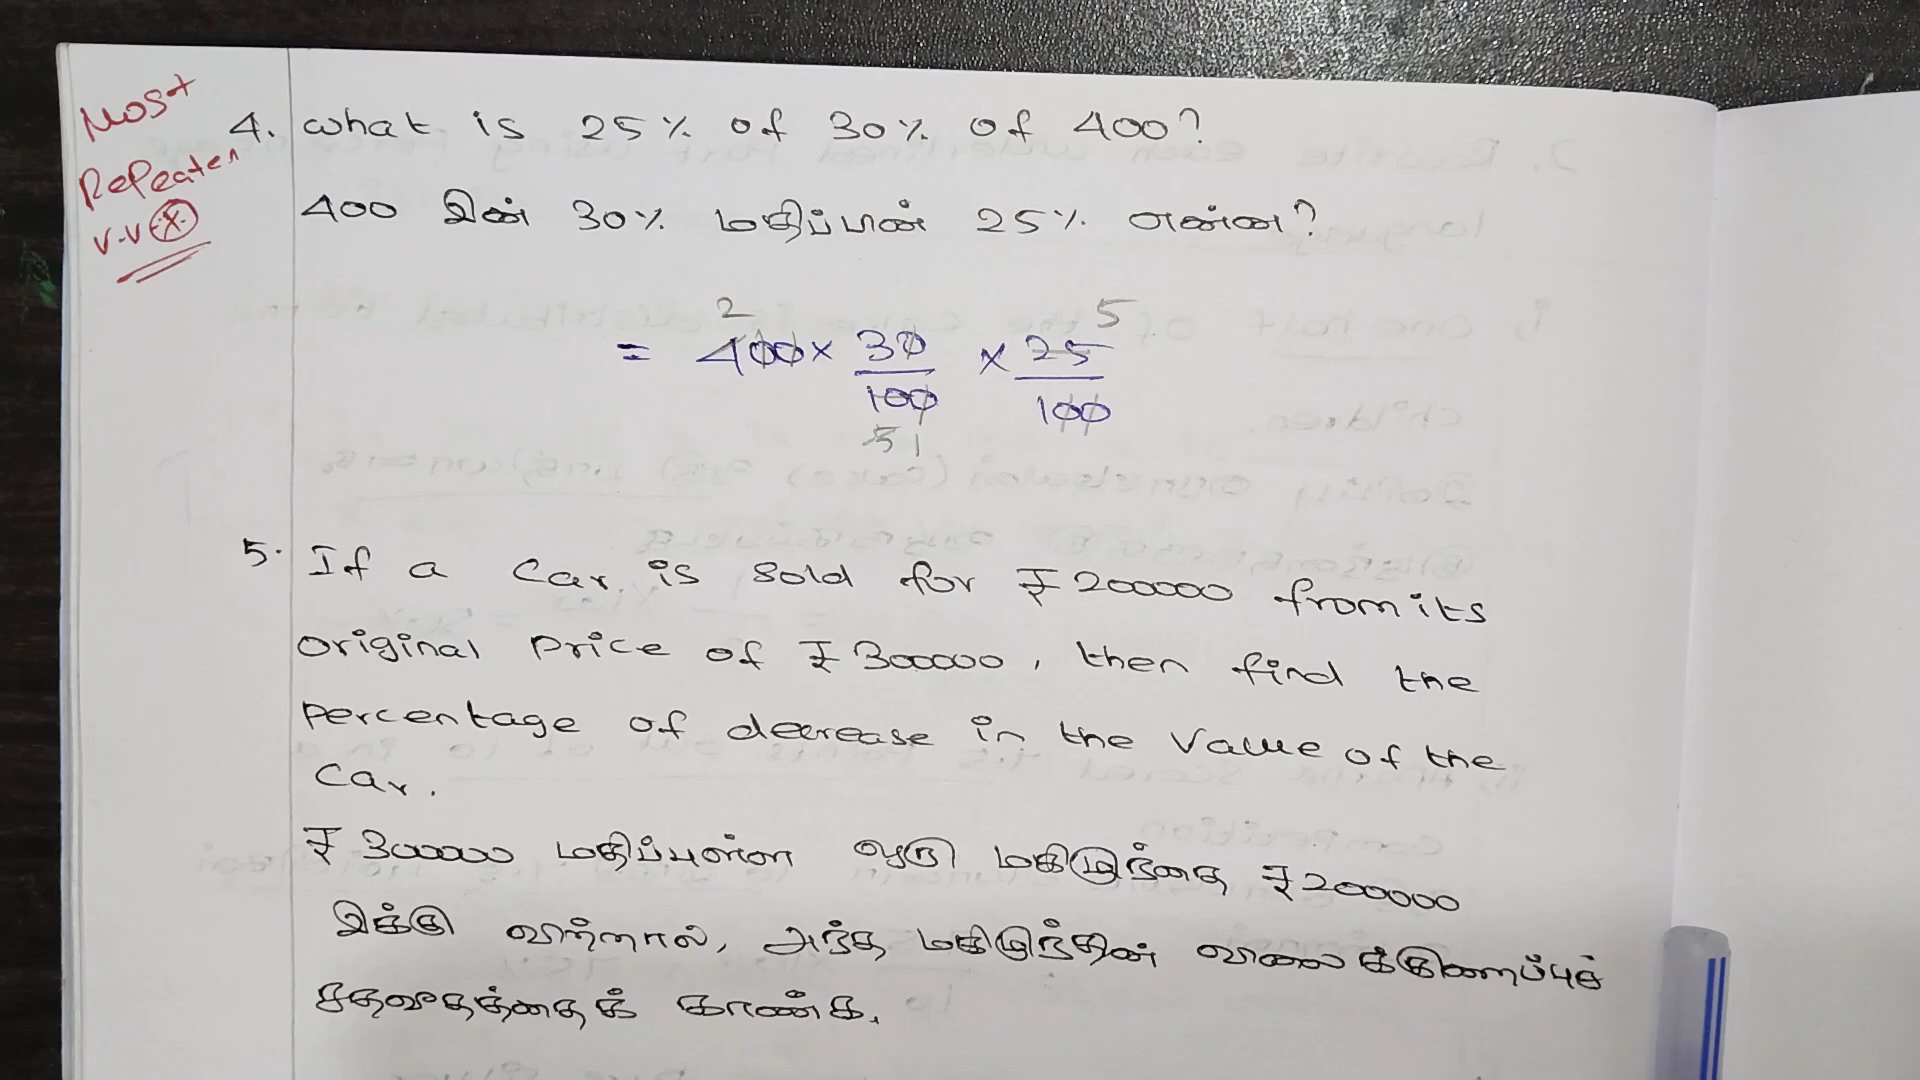 Most
Repeated
V.V(*)
4. What is 25% of 30% of 400?
400 இன் 30% மதிப்பின் 25% என்ன?
2 5
= 400 × 30/100 × 25/100
5 1
5. If a Car is sold for ₹200000 from its
original price of ₹300000, then find the
percentage of decrease in the Value of the
Car.
₹300000 மதிப்புள்ள ஒரு மகிழுந்தை ₹200000
இக்கு விற்றால், அந்த மகிழுந்தின் விலை க்குறைப்புச்
சதவீதத்தைக் காண்க.